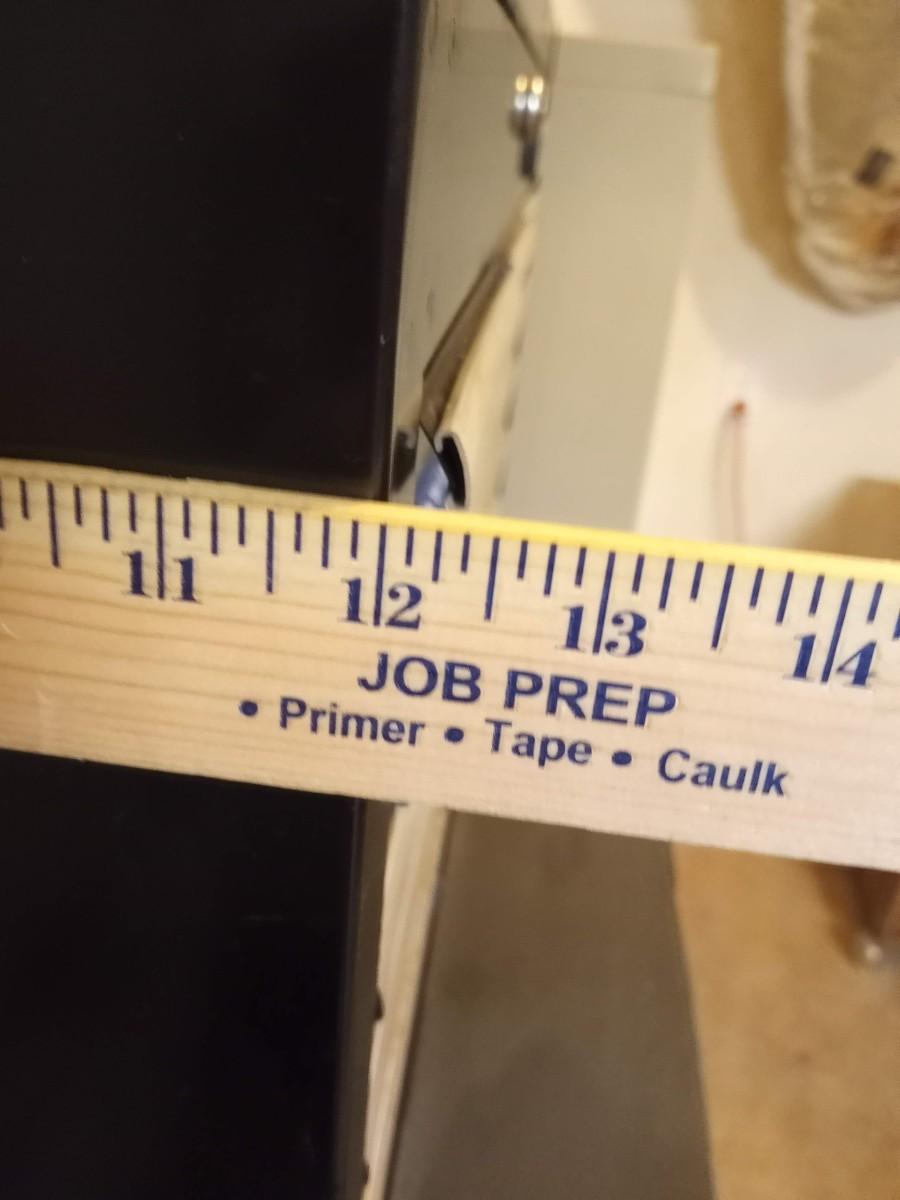 11 12 13 14
JOB PREP
• Primer • Tape • Caulk